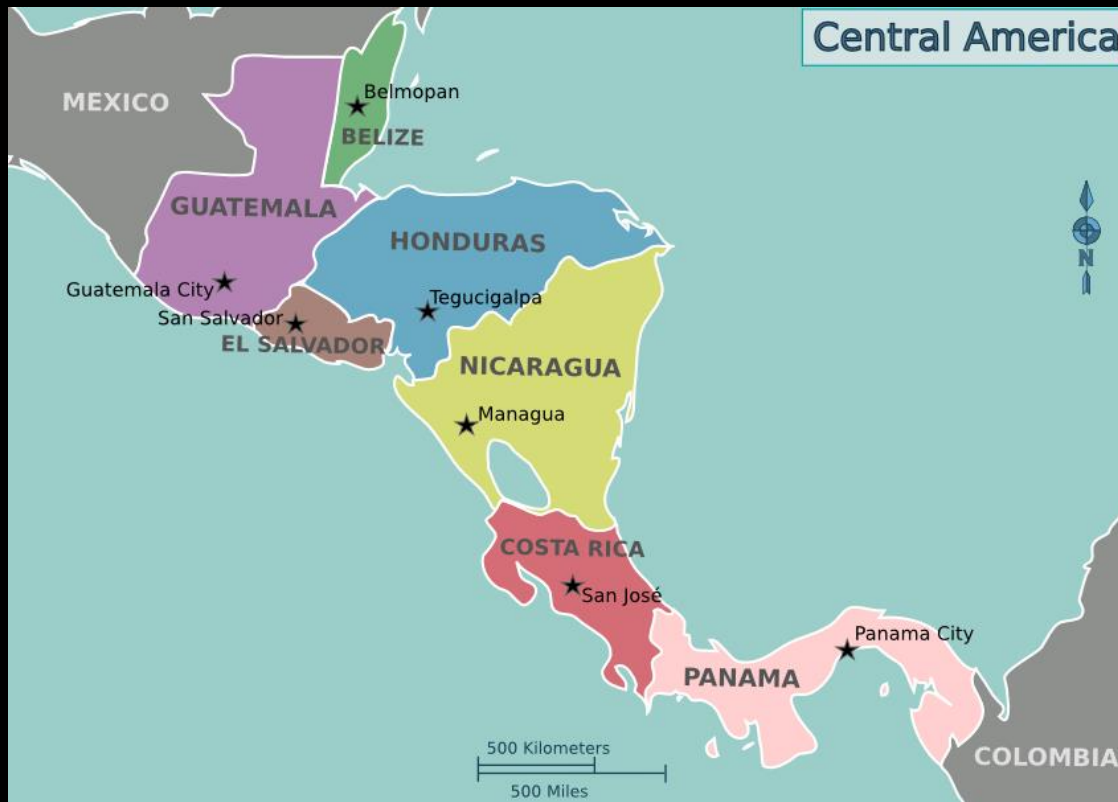 Central America
MEXICO
Belmopan
BELIZE
GUATEMALA
HONDURAS
N
Guatemala City
Tegucigalpa
San Salvador
EL SALVADOR
NICARAGUA
Managua
COSTA RICA
San José
Panama City
PANAMA
500 Kilometers
COLOMBIA
500 Miles